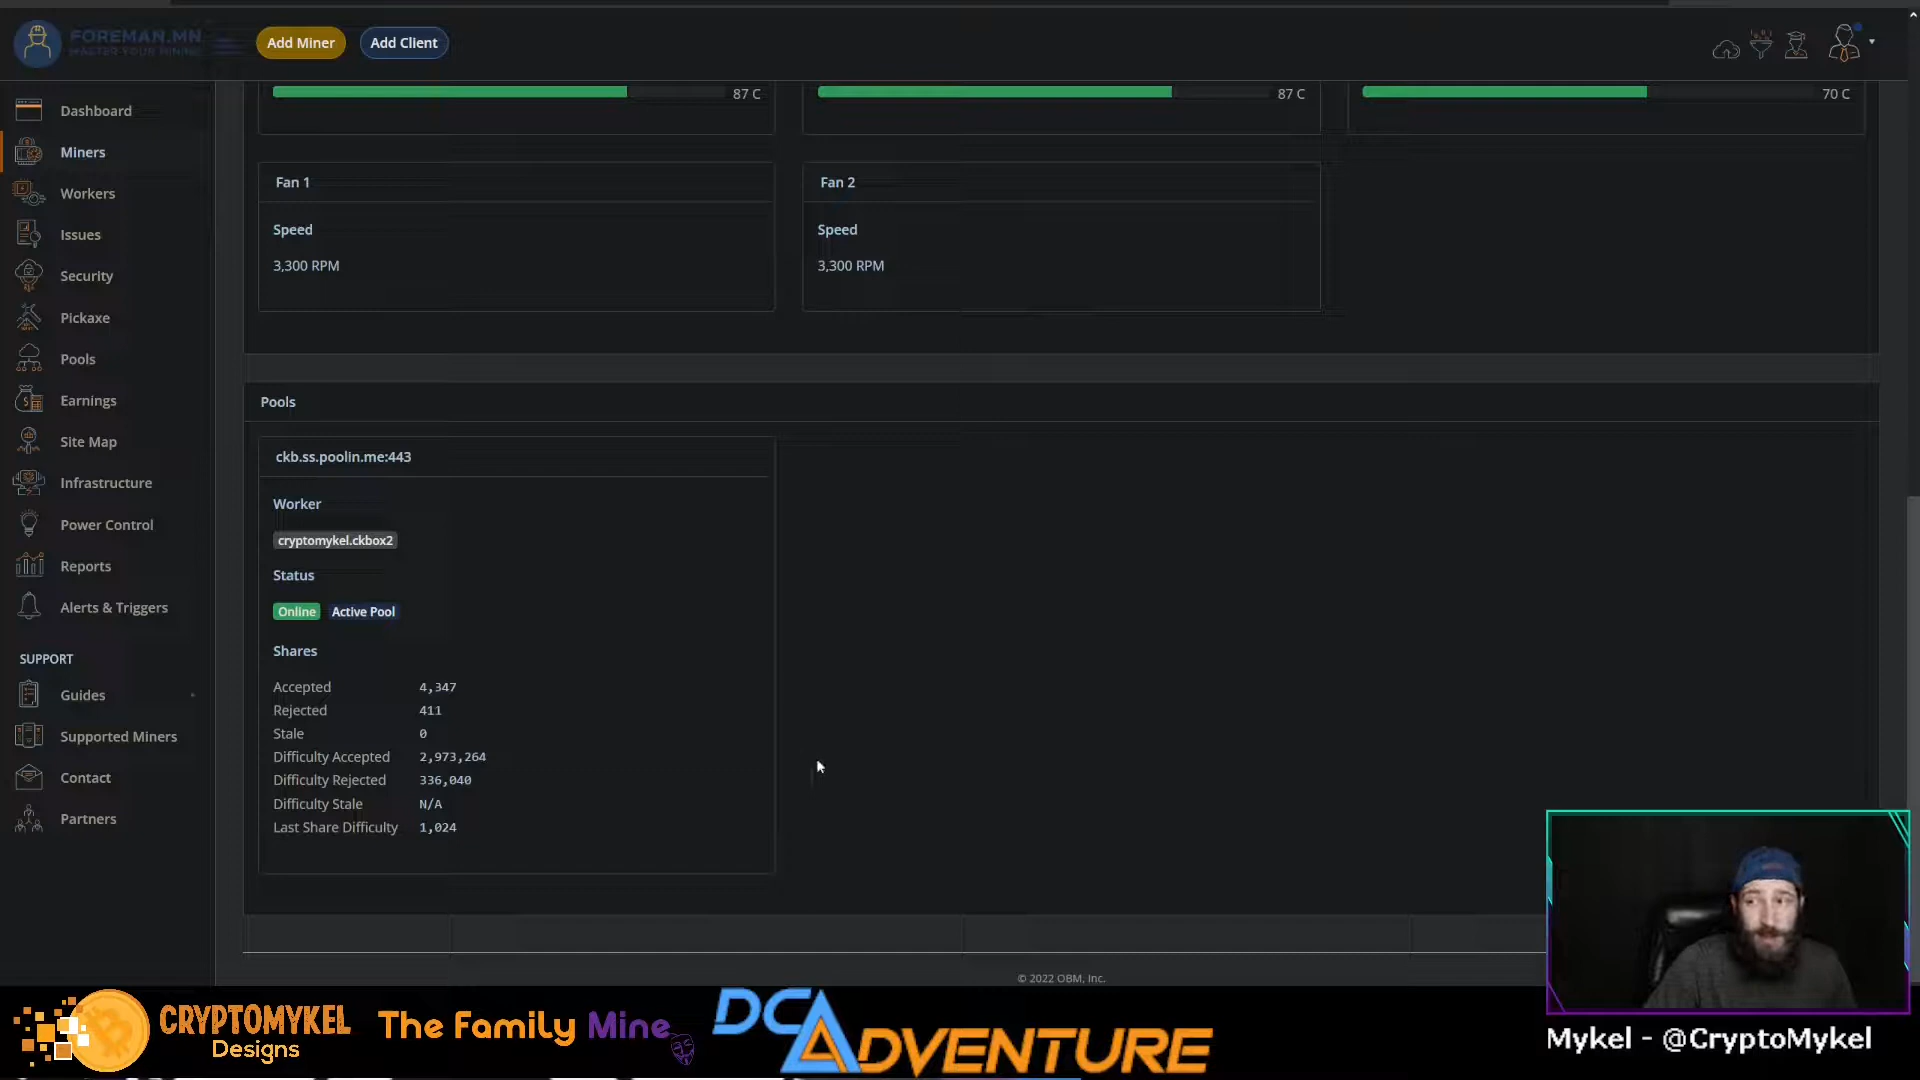 FOREMAN.MN
MASTER YOUR MINING
Add Miner
Add Client
Dashboard
Miners
Workers
Issues
Security
Pickaxe
Pools
Earnings
Site Map
Infrastructure
Power Control
Reports
Alerts & Triggers
SUPPORT
Guides
Supported Miners
Contact
Partners
87 C
87 C
70 C
Fan 1
Speed
3,300 RPM
Fan 2
Speed
3,300 RPM
Pools
ckb.ss.poolin.me:443
Worker
cryptomykel.ckbox2
Status
Online Active Pool
Shares
Accepted 4,347
Rejected 411
Stale 0
Difficulty Accepted 2,973,264
Difficulty Rejected 336,040
Difficulty Stale N/A
Last Share Difficulty 1,024
© 2022 OBM, Inc.
CRYPTOMYKEL
Designs
The Family Mine
DCADVENTURE
Mykel - @CryptoMykel